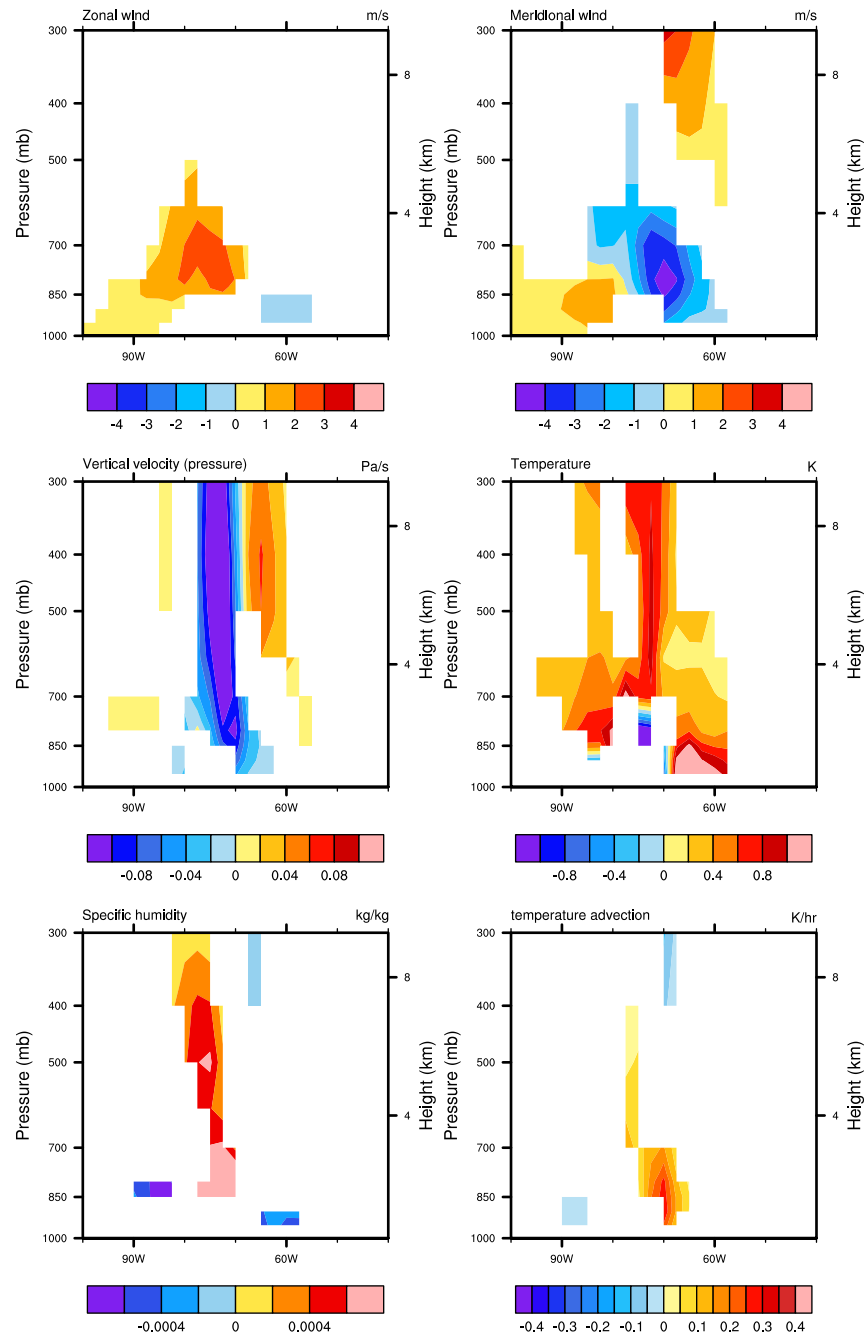 Zonal wind m/s
300
400
500
700
850
1000
Pressure (mb)
8
4
Height (km)
90W 60W
-4 -3 -2 -1 0 1 2 3 4
Meridional wind m/s
300
400
500
700
850
1000
Pressure (mb)
8
4
Height (km)
90W 60W
-4 -3 -2 -1 0 1 2 3 4
Vertical velocity (pressure) Pa/s
300
400
500
700
850
1000
Pressure (mb)
8
4
Height (km)
90W 60W
-0.08 -0.04 0 0.04 0.08
Temperature K
300
400
500
700
850
1000
Pressure (mb)
8
4
Height (km)
90W 60W
-0.8 -0.4 0 0.4 0.8
Specific humidity kg/kg
300
400
500
700
850
1000
Pressure (mb)
8
4
Height (km)
90W 60W
-0.0004 0 0.0004
temperature advection K/hr
300
400
500
700
850
1000
Pressure (mb)
8
4
Height (km)
90W 60W
-0.4 -0.3 -0.2 -0.1 0 0.1 0.2 0.3 0.4